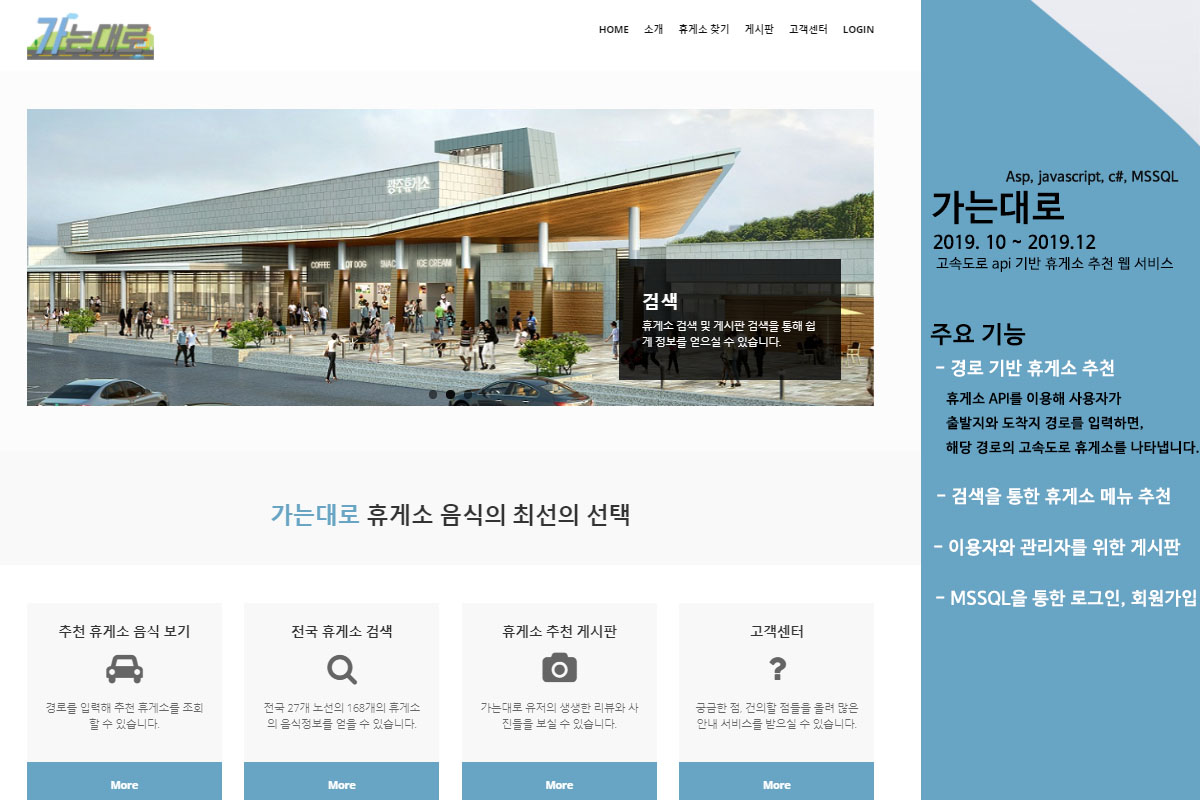 가는대로
HOME 소개 휴게소 찾기 게시판 고객센터 LOGIN
광주휴게소
COFFEE OT DOG SNAC ICE CREAM
검색
휴게소 검색 및 게시판 검색을 통해 쉽
게 정보를 얻으실 수 있습니다.
가는대로 휴게소 음식의 최선의 선택
추천 휴게소 음식 보기
경로를 입력해 추천 휴게소를 조회
할 수 있습니다.
More
전국 휴게소 검색
전국 27개 노선의 168개의 휴게소
의 음식정보를 얻을 수 있습니다.
More
휴게소 추천 게시판
가는대로 유저의 생생한 리뷰와 사
진들을 보실 수 있습니다.
More
고객센터
?
궁금한 점, 건의할 점들을 올려 많은
안내 서비스를 받으실 수 있습니다.
More
Asp, javascript, c#, MSSQL
가는대로
2019. 10 ~ 2019.12
고속도로 api 기반 휴게소 추천 웹 서비스
주요 기능
- 경로 기반 휴게소 추천
휴게소 API를 이용해 사용자가
출발지와 도착지 경로를 입력하면,
해당 경로의 고속도로 휴게소를 나타냅니다.
- 검색을 통한 휴게소 메뉴 추천
- 이용자와 관리자를 위한 게시판
- MSSQL을 통한 로그인, 회원가입